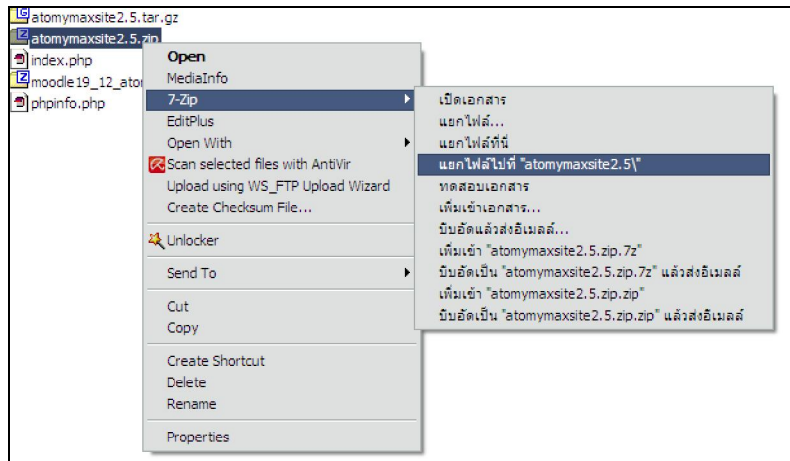 atomymaxsite2.5.tar.gz
atomymaxsite2.5.zip
index.php
moodle19_12_ator
phpinfo.php
Open
MediaInfo
7-Zip
EditPlus
Open With
Scan selected files with AntiVir
Upload using WS_FTP Upload Wizard
Create Checksum File...
Unlocker
Send To
Cut
Copy
Create Shortcut
Delete
Rename
Properties
เปิดเอกสาร
แยกไฟล์...
แยกไฟล์ที่นี่
แยกไฟล์ไปที่ "atomymaxsite2.5\"
ทดสอบเอกสาร
เพิ่มเข้าเอกสาร...
บีบอัดแล้วส่งอีเมลล์...
เพิ่มเข้า "atomymaxsite2.5.zip.7z"
บีบอัดเป็น "atomymaxsite2.5.zip.7z" แล้วส่งอีเมลล์
เพิ่มเข้า "atomymaxsite2.5.zip.zip"
บีบอัดเป็น "atomymaxsite2.5.zip.zip" แล้วส่งอีเมลล์